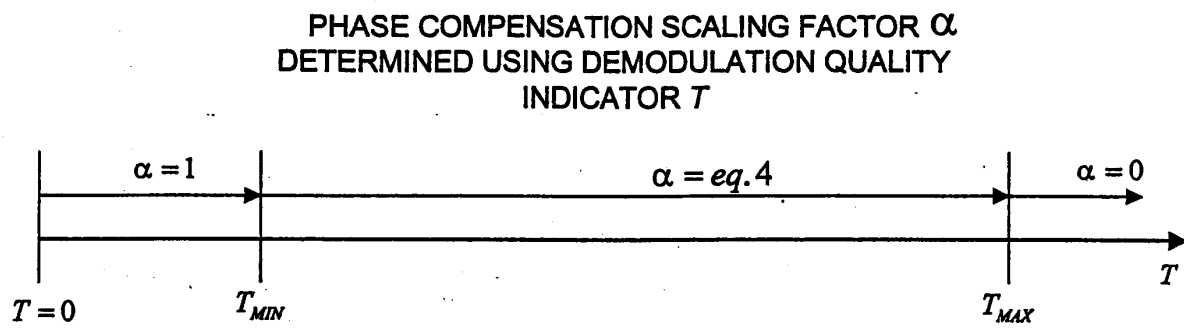 PHASE COMPENSATION SCALING FACTOR α
DETERMINED USING DEMODULATION QUALITY
INDICATOR T
α = 1
α = eq. 4
α = 0
T
T = 0
T_MIN
T_MAX